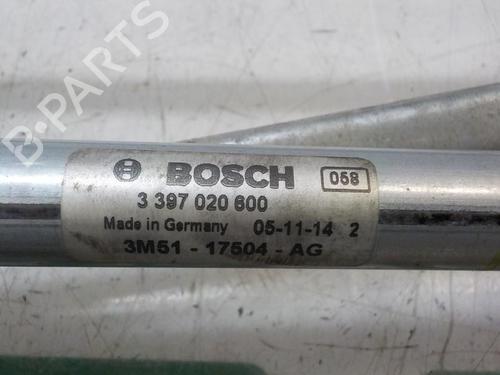 B-PARTS
BOSCH 058
3 397 020 600
Made in Germany 05-11-14 2
3M51 - 17504 - AG